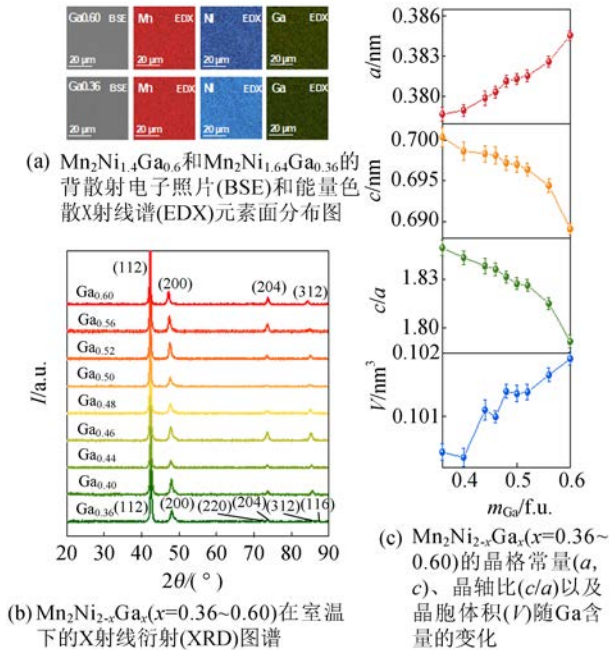 Ga0.60 BSE
Mn EDX
Ni EDX
Ga EDX
20 μm
20 μm
20 μm
20 μm
Ga0.36 BSE
Mn EDX
Ni EDX
Ga EDX
20 μm
20 μm
20 μm
20 μm
(a) Mn₂Ni₁.₄Ga₀.₆和Mn₂Ni₁.₆₄Ga₀.₃₆的
背散射电子照片(BSE)和能量色
散X射线谱(EDX)元素面分布图
(112)
(200)
(204)
(312)
Ga₀.₆₀
Ga₀.₅₆
Ga₀.₅₂
Ga₀.₅₀
Ga₀.₄₈
Ga₀.₄₆
Ga₀.₄₄
Ga₀.₄₀
Ga₀.₃₆
(112)
(200)
(220)
(204)
(312)
(116)
I/a.u.
20 30 40 50 60 70 80 90
2θ/(°)
(b) Mn₂Ni₂₋ₓGaₓ(x=0.36~0.60)在室温
下的X射线衍射(XRD)图谱
a/nm
0.386
0.383
0.380
c/nm
0.700
0.695
0.690
c/a
1.83
1.80
V/nm³
0.102
0.101
0.4 0.5 0.6
m_Ga/f.u.
(c) Mn₂Ni₂₋ₓGaₓ(x=0.36~
0.60)的晶格常量(a,
c)、晶轴比(c/a)以及
晶胞体积(V)随Ga含
量的变化